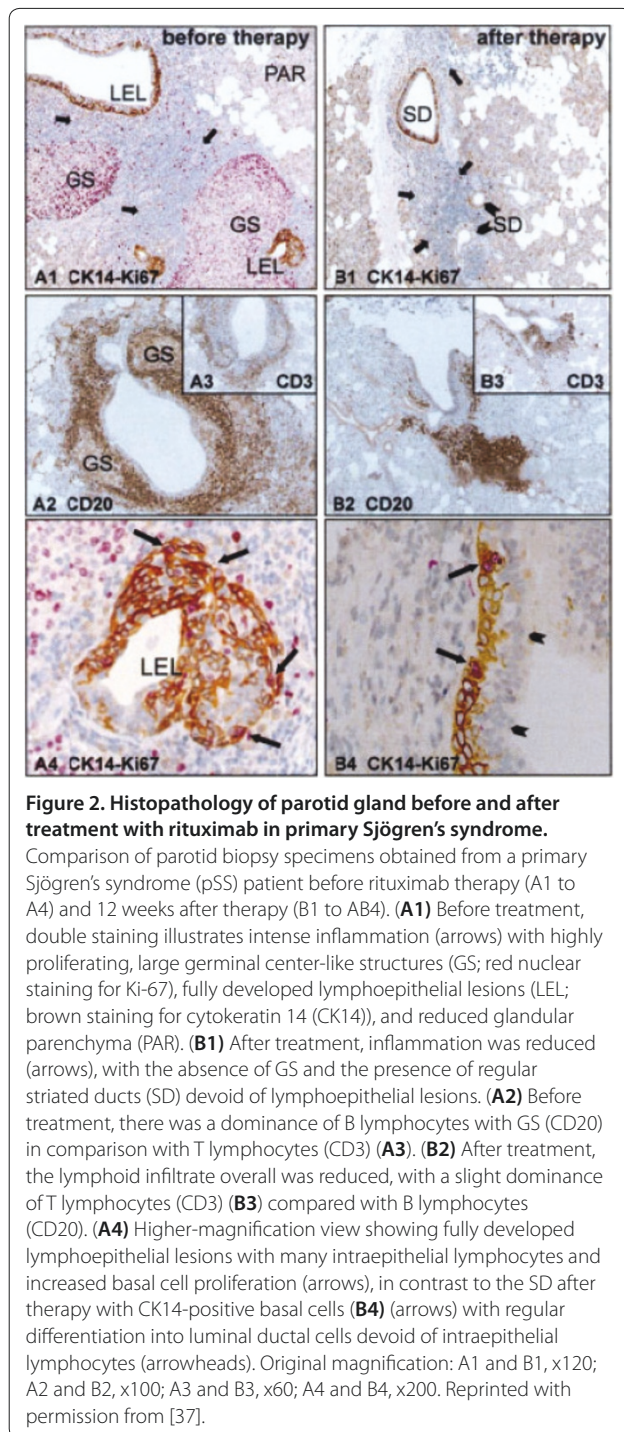 before therapy
after therapy
LEL
PAR
SD
GS
GS
LEL
SD
A1 CK14-Ki67
B1 CK14-Ki67
GS
A3 CD3
B3 CD3
GS
A2 CD20
B2 CD20
LEL
A4 CK14-Ki67
B4 CK14-Ki67
Figure 2. Histopathology of parotid gland before and after
treatment with rituximab in primary Sjögren's syndrome.
Comparison of parotid biopsy specimens obtained from a primary
Sjögren's syndrome (pSS) patient before rituximab therapy (A1 to
A4) and 12 weeks after therapy (B1 to AB4). (A1) Before treatment,
double staining illustrates intense inflammation (arrows) with highly
proliferating, large germinal center-like structures (GS; red nuclear
staining for Ki-67), fully developed lymphoepithelial lesions (LEL;
brown staining for cytokeratin 14 (CK14)), and reduced glandular
parenchyma (PAR). (B1) After treatment, inflammation was reduced
(arrows), with the absence of GS and the presence of regular
striated ducts (SD) devoid of lymphoepithelial lesions. (A2) Before
treatment, there was a dominance of B lymphocytes with GS (CD20)
in comparison with T lymphocytes (CD3) (A3). (B2) After treatment,
the lymphoid infiltrate overall was reduced, with a slight dominance
of T lymphocytes (CD3) (B3) compared with B lymphocytes
(CD20). (A4) Higher-magnification view showing fully developed
lymphoepithelial lesions with many intraepithelial lymphocytes and
increased basal cell proliferation (arrows), in contrast to the SD after
therapy with CK14-positive basal cells (B4) (arrows) with regular
differentiation into luminal ductal cells devoid of intraepithelial
lymphocytes (arrowheads). Original magnification: A1 and B1, x120;
A2 and B2, x100; A3 and B3, x60; A4 and B4, x200. Reprinted with
permission from [37].